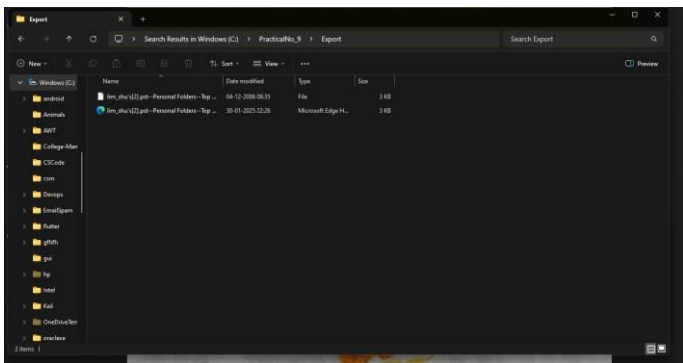 Export
Search Results in Windows (C:) > PracticalNo_9 > Export
Search Export
New
Sort
View
Preview
Windows (C:)
Name
Date modified
Type
Size
android
Jim_shu's[2].pst--Personal Folders--Top ...
04-12-2006 08:35
File
3 KB
Animals
Jim_shu's[2].pst--Personal Folders--Top ...
30-01-2025 22:26
Microsoft Edge H...
3 KB
AWT
College-Man
CSCode
csm
Devops
EmailSpam
flutter
gfhfh
gui
hp
Intel
Kali
OneDriveTem
oraclexe
2 items